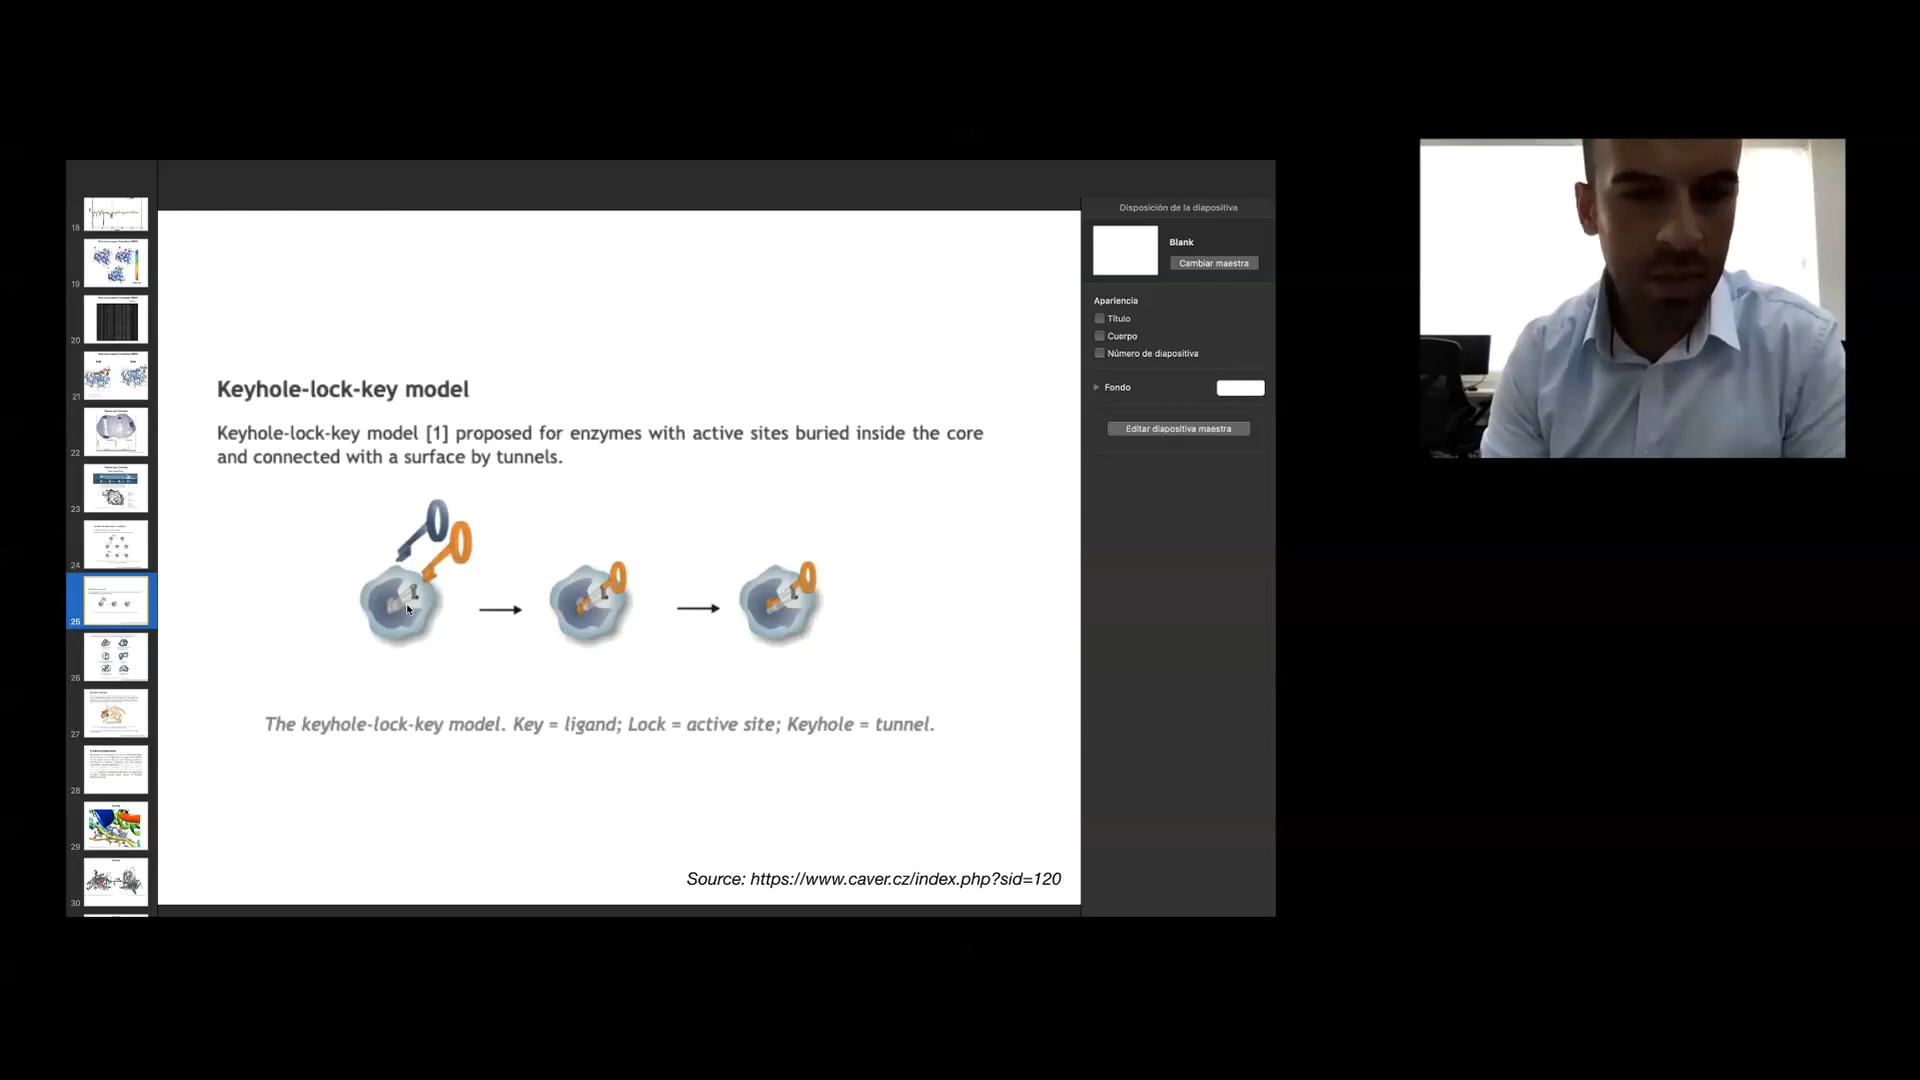 18
19
20
21
22
23
24
25
26
27
28
29
30
Keyhole-lock-key model
Keyhole-lock-key model [1] proposed for enzymes with active sites buried inside the core
and connected with a surface by tunnels.
The keyhole-lock-key model. Key = ligand; Lock = active site; Keyhole = tunnel.
Source: https://www.caver.cz/index.php?sid=120
Disposición de la diapositiva
Blank
Cambiar maestra
Apariencia
Título
Cuerpo
Número de diapositiva
Fondo
Editar diapositiva maestra